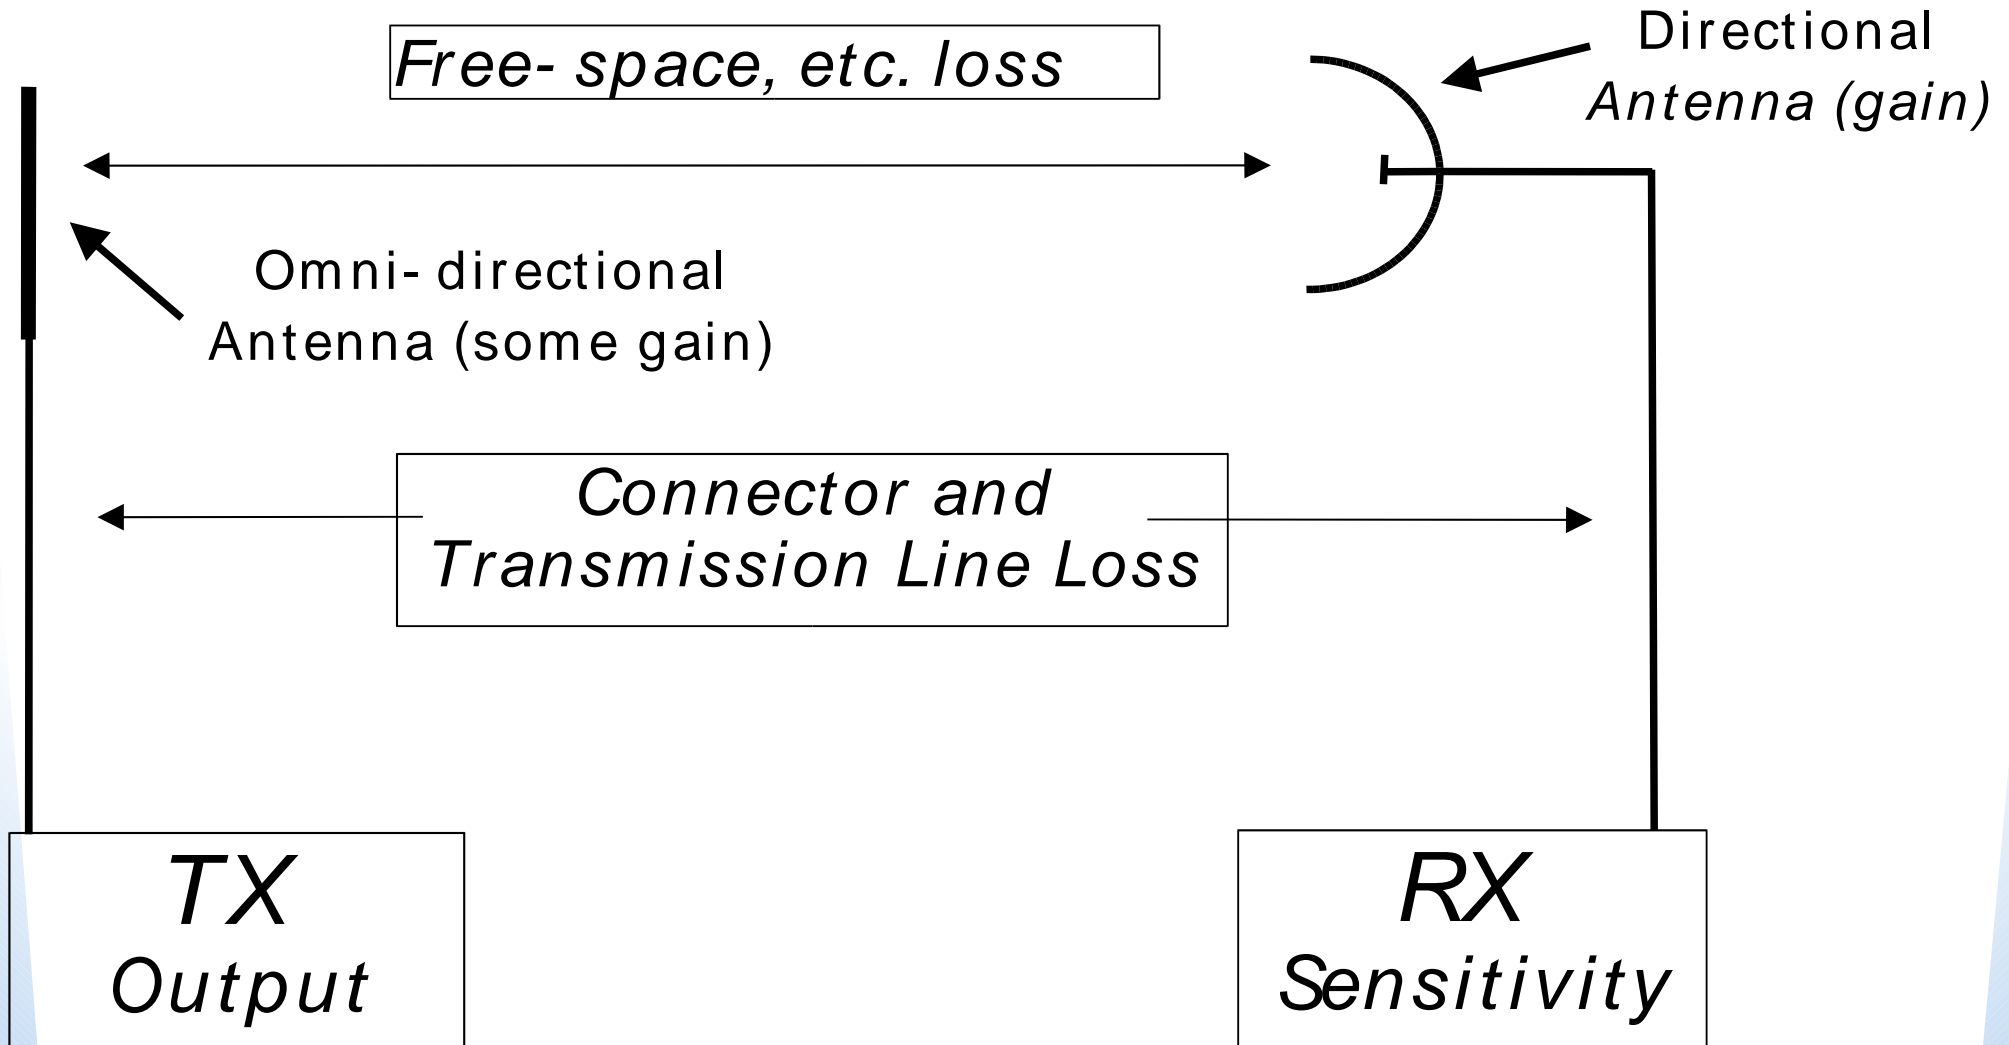 Free- space, etc. loss
Directional
Antenna (gain)
Omni- directional
Antenna (some gain)
Connector and
Transmission Line Loss
TX
Output
RX
Sensitivity